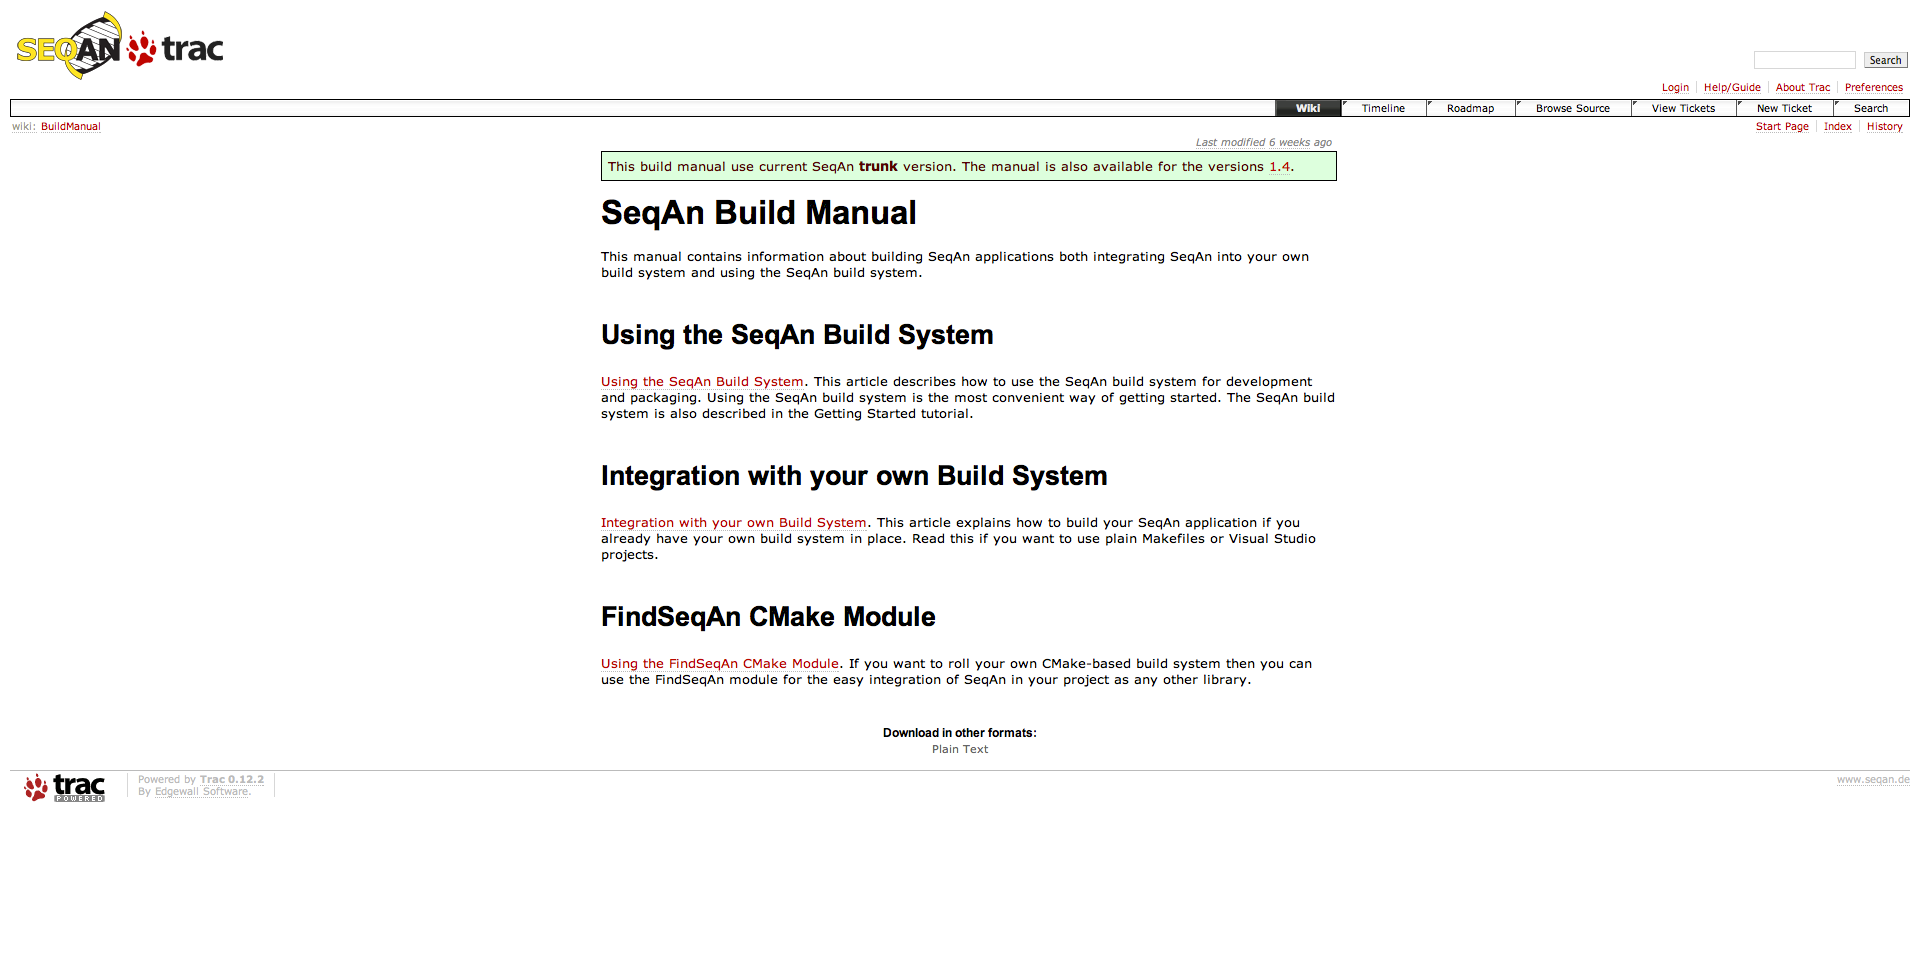 SEQAN trac
Search
Login Help/Guide About Trac Preferences
Wiki Timeline Roadmap Browse Source View Tickets New Ticket Search
wiki: BuildManual
Start Page Index History
Last modified 6 weeks ago
This build manual use current SeqAn trunk version. The manual is also available for the versions 1.4.
SeqAn Build Manual
This manual contains information about building SeqAn applications both integrating SeqAn into your own
build system and using the SeqAn build system.
Using the SeqAn Build System
Using the SeqAn Build System. This article describes how to use the SeqAn build system for development
and packaging. Using the SeqAn build system is the most convenient way of getting started. The SeqAn build
system is also described in the Getting Started tutorial.
Integration with your own Build System
Integration with your own Build System. This article explains how to build your SeqAn application if you
already have your own build system in place. Read this if you want to use plain Makefiles or Visual Studio
projects.
FindSeqAn CMake Module
Using the FindSeqAn CMake Module. If you want to roll your own CMake-based build system then you can
use the FindSeqAn module for the easy integration of SeqAn in your project as any other library.
Download in other formats:
Plain Text
trac POWERED
Powered by Trac 0.12.2
By Edgewall Software.
www.seqan.de